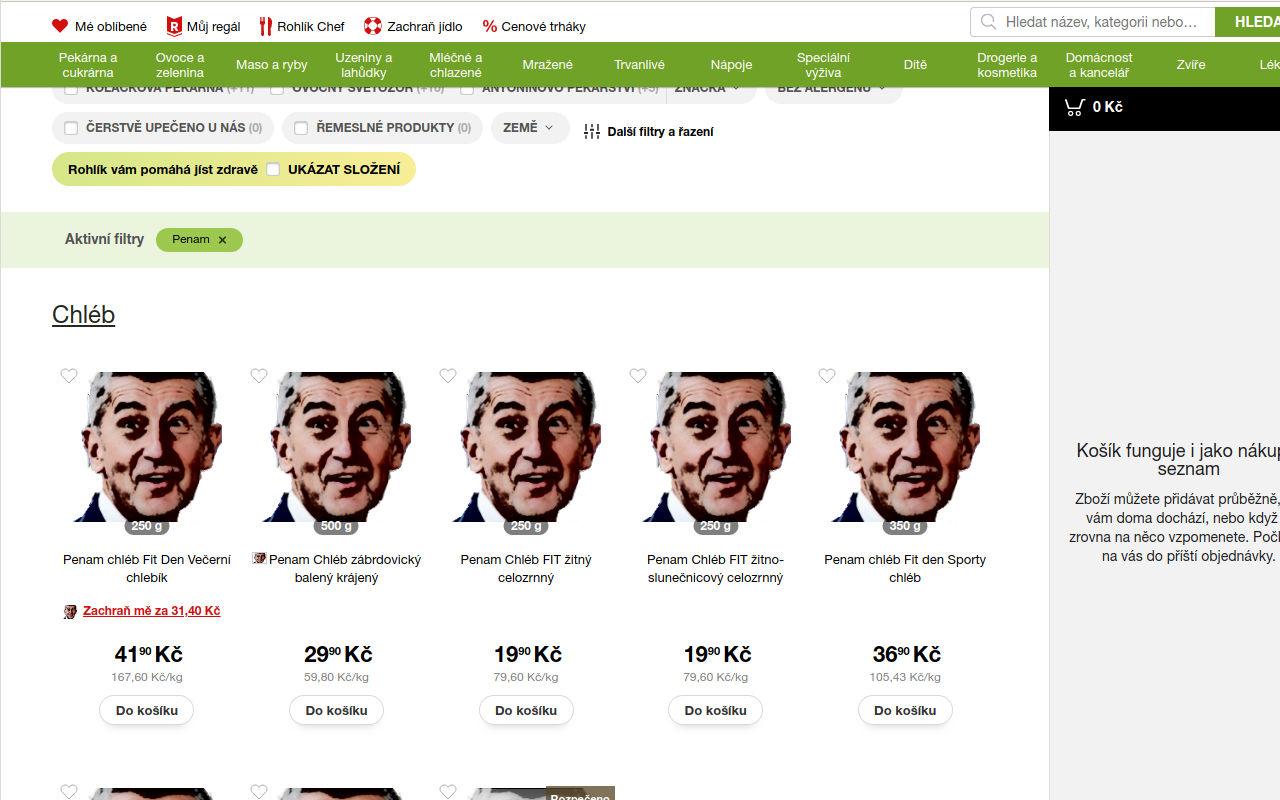 Mé oblíbené Můj regál Rohlík Chef Zachraň jídlo % Cenové trháky
Hledat název, kategorii nebo… HLEDA
Pekárna a cukrárna
Ovoce a zelenina
Maso a ryby
Uzeniny a lahůdky
Mléčné a chlazené
Mražené
Trvanlivé
Nápoje
Speciální výživa
Dítě
Drogerie a kosmetika
Domácnost a kancelář
Zvíře
Lék
KOLÁČKOVA PEKÁRNA (+11) OVOCNÝ SVĚTOZOR (+10) ANTONÍNOVO PEKAŘSTVÍ (+5) ZNAČKA BEZ ALERGENU
0 Kč
ČERSTVĚ UPEČENO U NÁS (0) ŘEMESLNÉ PRODUKTY (0) ZEMĚ Další filtry a řazení
Rohlík vám pomáhá jíst zdravě UKÁZAT SLOŽENÍ
Aktivní filtry Penam ×
Chléb
250 g
Penam chléb Fit Den Večerní
chlebík
Zachraň mě za 31,40 Kč
4190 Kč
167,60 Kč/kg
Do košíku
500 g
Penam Chléb zábrdovický
balený krájený
2990 Kč
59,80 Kč/kg
Do košíku
250 g
Penam Chléb FIT žitný
celozrnný
1990 Kč
79,60 Kč/kg
Do košíku
250 g
Penam Chléb FIT žitno-
slunečnicový celozrnný
1990 Kč
79,60 Kč/kg
Do košíku
350 g
Penam chléb Fit den Sporty
chléb
3690 Kč
105,43 Kč/kg
Do košíku
Rozpečeno
Košík funguje i jako nákup
seznam
Zboží můžete přidávat průběžně,
vám doma dochází, nebo když
zrovna na něco vzpomenete. Počk
na vás do příští objednávky.